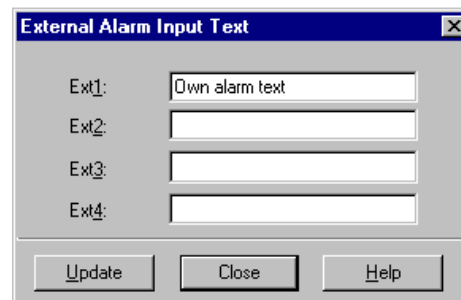 External Alarm Input Text
Ext1: Own alarm text
Ext2:
Ext3:
Ext4:
Update Close Help